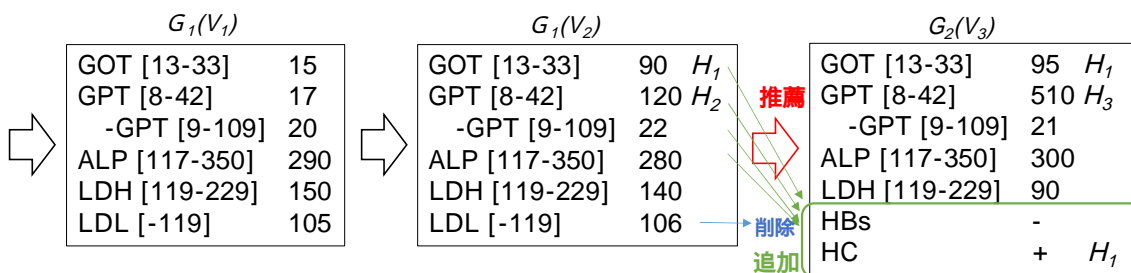 G1(V1)
GOT [13-33] 15
GPT [8-42] 17
-GPT [9-109] 20
ALP [117-350] 290
LDH [119-229] 150
LDL [-119] 105
G1(V2)
GOT [13-33] 90 H1
GPT [8-42] 120 H2
-GPT [9-109] 22
ALP [117-350] 280
LDH [119-229] 140
LDL [-119] 106
推薦
削除
追加
G2(V3)
GOT [13-33] 95 H1
GPT [8-42] 510 H3
-GPT [9-109] 21
ALP [117-350] 300
LDH [119-229] 90
HBs -
HC + H1